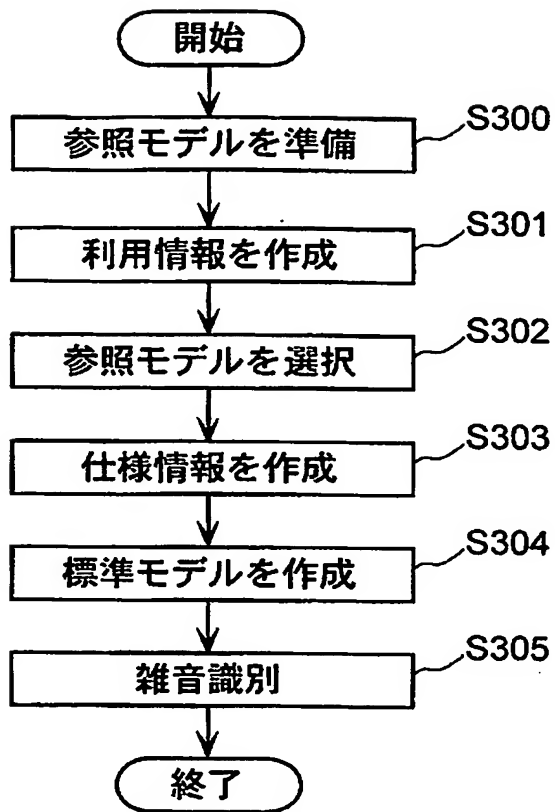 開始
参照モデルを準備
S300
利用情報を作成
S301
参照モデルを選択
S302
仕様情報を作成
S303
標準モデルを作成
S304
雑音識別
S305
終了